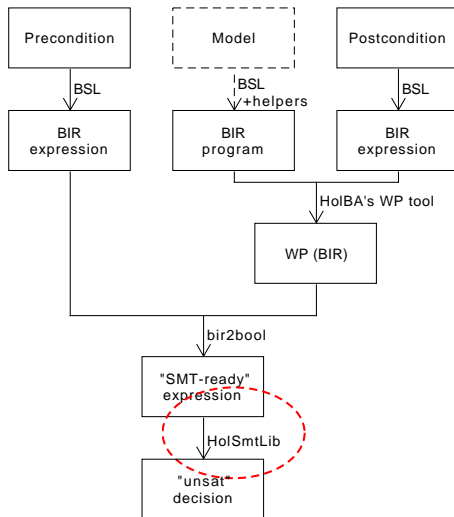 Precondition
Model
Postcondition
BSL
BSL
+helpers
BSL
BIR
expression
BIR
program
BIR
expression
HolBA's WP tool
WP (BIR)
bir2bool
"SMT-ready"
expression
HolSmtLib
"unsat"
decision